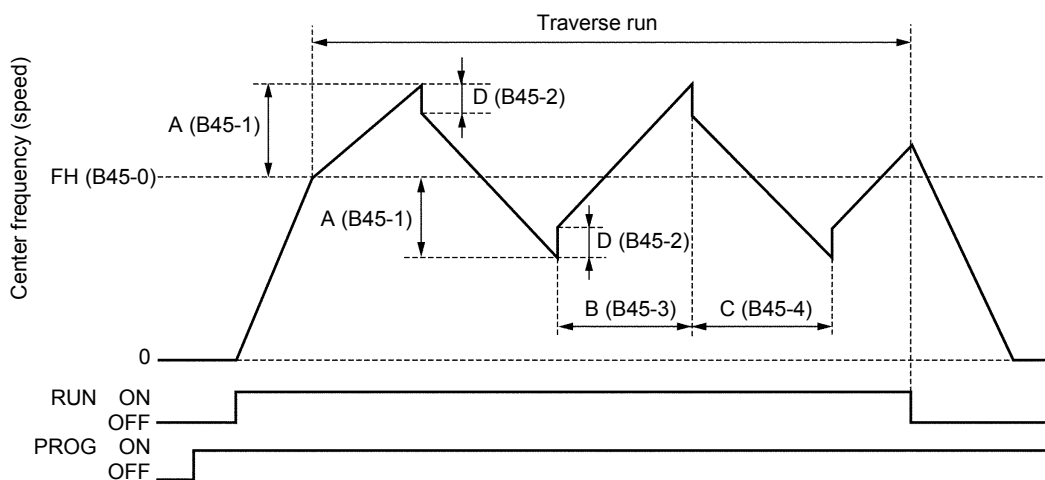 Traverse run
Center frequency (speed)
D (B45-2)
A (B45-1)
FH (B45-0)
A (B45-1)
D (B45-2)
B (B45-3)
C (B45-4)
0
RUN ON
OFF
PROG ON
OFF